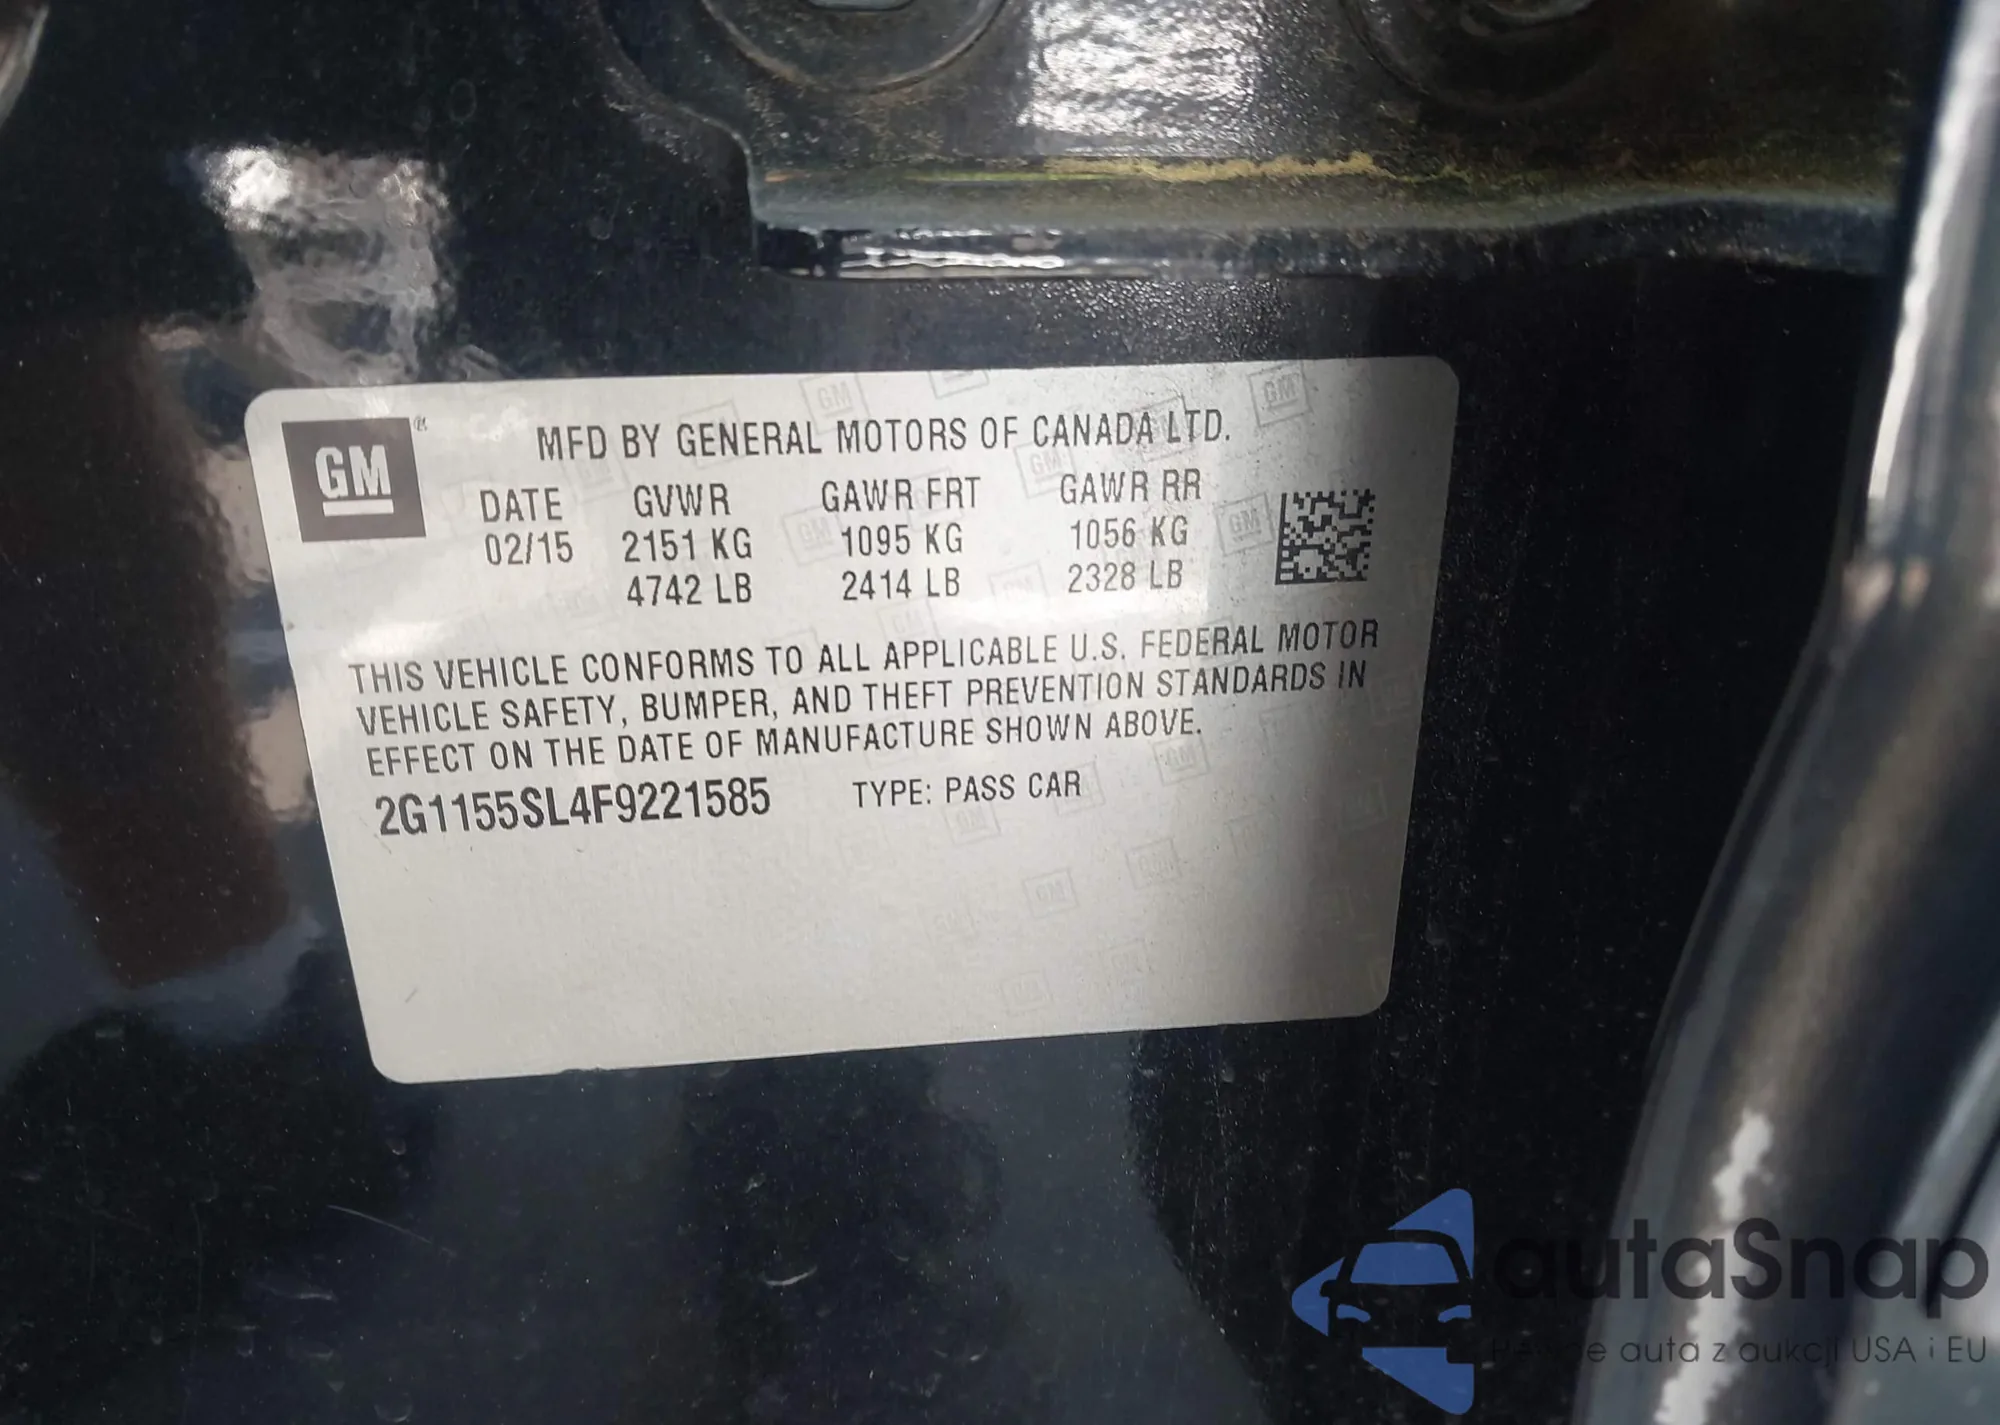 GM
MFD BY GENERAL MOTORS OF CANADA LTD.
DATE GVWR GAWR FRT GAWR RR
02/15 2151 KG 1095 KG 1056 KG
4742 LB 2414 LB 2328 LB
THIS VEHICLE CONFORMS TO ALL APPLICABLE U.S. FEDERAL MOTOR
VEHICLE SAFETY, BUMPER, AND THEFT PREVENTION STANDARDS IN
EFFECT ON THE DATE OF MANUFACTURE SHOWN ABOVE.
2G1155SL4F9221585 TYPE: PASS CAR
autaSnap
auta z aukcji USA i EU